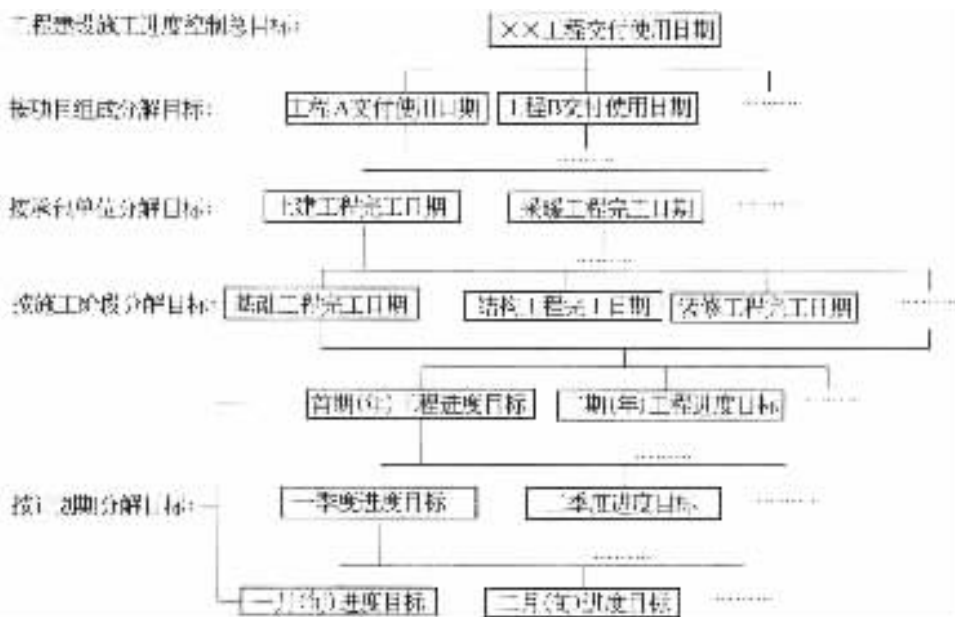 工程建设施工进度控制总目标: ××工程交付使用日期
按项目组成分解目标: 工程A交付使用日期 工程B交付使用日期 ………
………
按承包单位分解目标: 土建工程完工日期 采暖工程完工日期 ………
………
按施工阶段分解目标: 基础工程完工日期 结构工程完工日期 装修工程完工日期 ………
首期(年)工程进度目标 二期(年)工程进度目标 ………
………
按计划期分解目标: 一季度进度目标 二季度进度目标 ………
………
一月(旬)进度目标 二月(旬)进度目标 ………